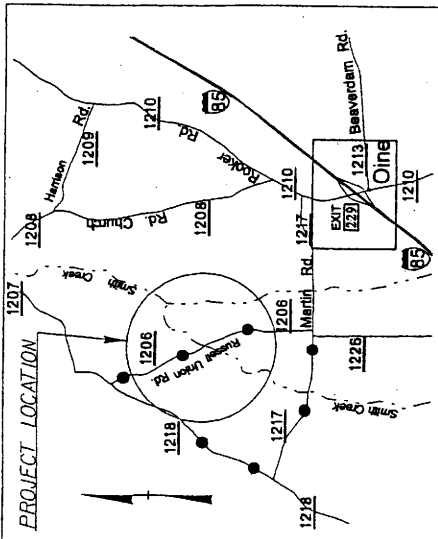 PROJECT LOCATION
1207
1208
Harrison Rd.
1209
1210
85
Rooker Rd
Church Rd
1208
Smith Creek
1206
Russell Union Rd.
1206
1218
1210
1217
Martin Rd.
EXIT
229
1213
Beaverdam Rd.
Oine
1210
85
1226
Smith Creek
1217
1218